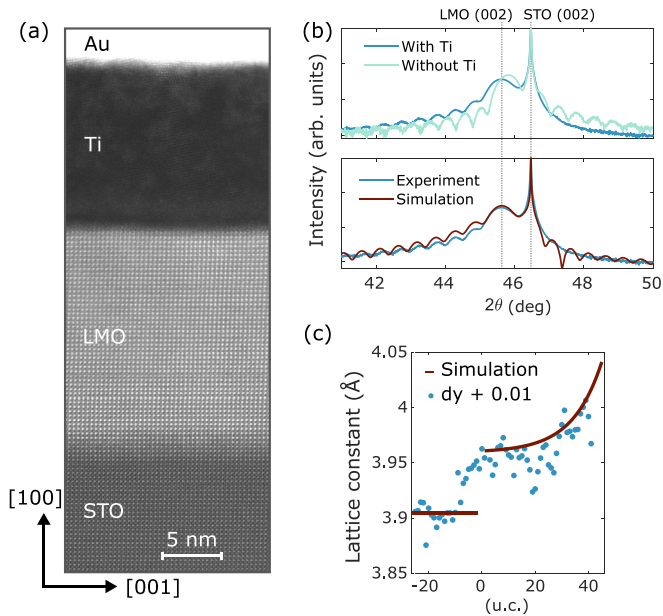 (a)
Au
Ti
LMO
STO
5 nm
[100]
[001]
(b)
LMO (002) STO (002)
With Ti
Without Ti
Experiment
Simulation
Intensity (arb. units)
42 44 46 48 50
2θ (deg)
(c)
Simulation
dy + 0.01
Lattice constant (Å)
4.05
4
3.95
3.9
3.85
-20 0 20 40
(u.c.)